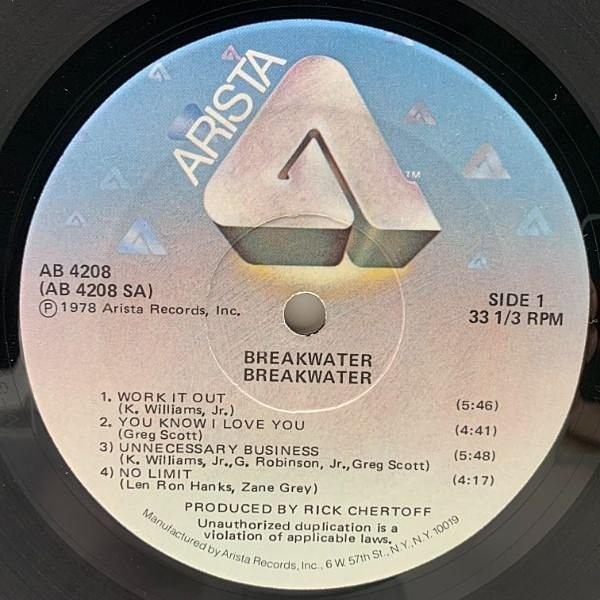 ARISTA
TM
AB 4208
(AB 4208 SA)
Ⓟ1978 Arista Records, Inc.
SIDE 1
33 1/3 RPM
BREAKWATER
BREAKWATER
1. WORK IT OUT (5:46)
(K. Williams, Jr.)
2. YOU KNOW I LOVE YOU (4:41)
(Greg Scott)
3) UNNECESSARY BUSINESS (5:48)
(K. Williams, Jr.,G. Robinson, Jr.,Greg Scott)
4) NO LIMIT (4:17)
(Len Ron Hanks, Zane Grey)
PRODUCED BY RICK CHERTOFF
Unauthorized duplication is a
violation of applicable laws.
Manufactured by Arista Records, Inc., 6 W. 57th St., N.Y., N.Y. 10019